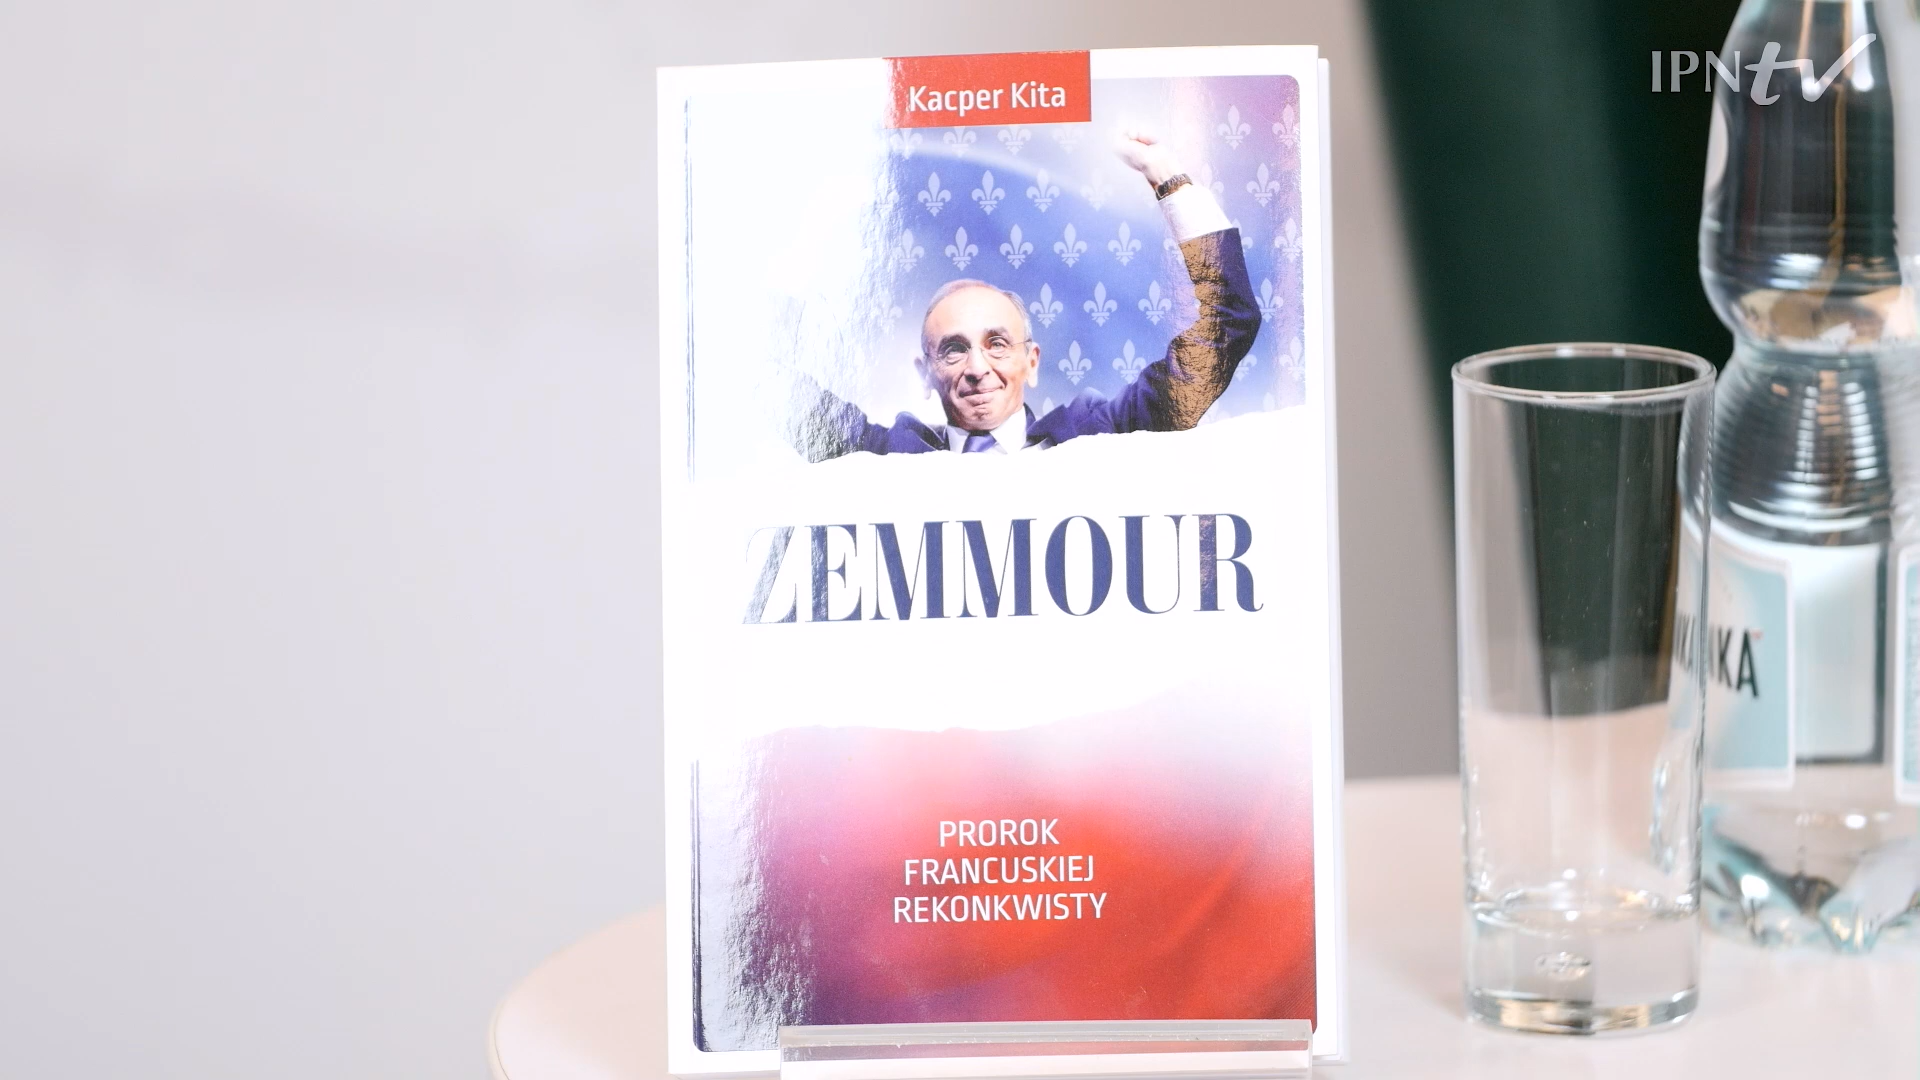 IPNtv
Kacper Kita
ZEMMOUR
PROROK
FRANCUSKIEJ
REKONKWISTY